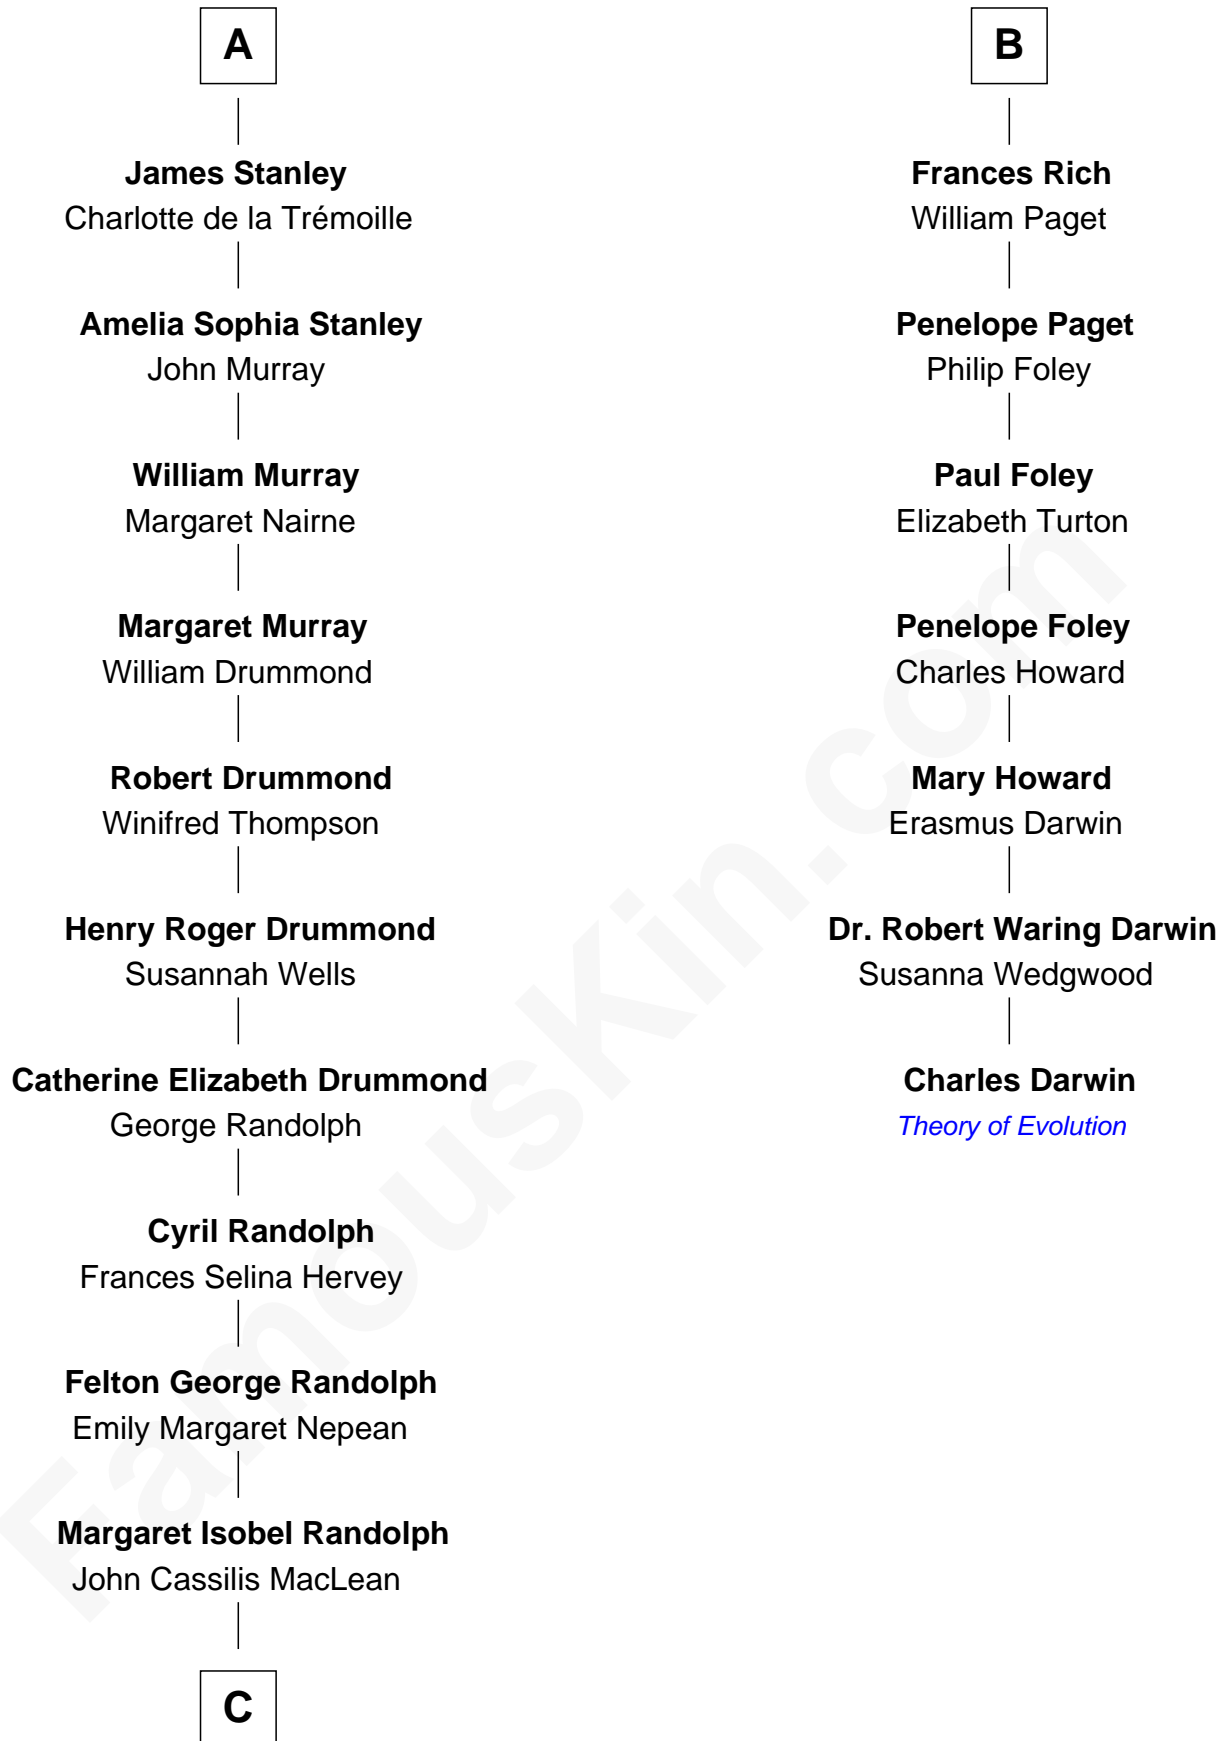 A
James Stanley
Charlotte de la Trémoille
Amelia Sophia Stanley
John Murray
William Murray
Margaret Nairne
Margaret Murray
William Drummond
Robert Drummond
Winifred Thompson
Henry Roger Drummond
Susannah Wells
Catherine Elizabeth Drummond
George Randolph
Cyril Randolph
Frances Selina Hervey
Felton George Randolph
Emily Margaret Nepean
Margaret Isobel Randolph
John Cassilis MacLean
C
B
Frances Rich
William Paget
Penelope Paget
Philip Foley
Paul Foley
Elizabeth Turton
Penelope Foley
Charles Howard
Mary Howard
Erasmus Darwin
Dr. Robert Waring Darwin
Susanna Wedgwood
Charles Darwin
Theory of Evolution
FamousKin.com